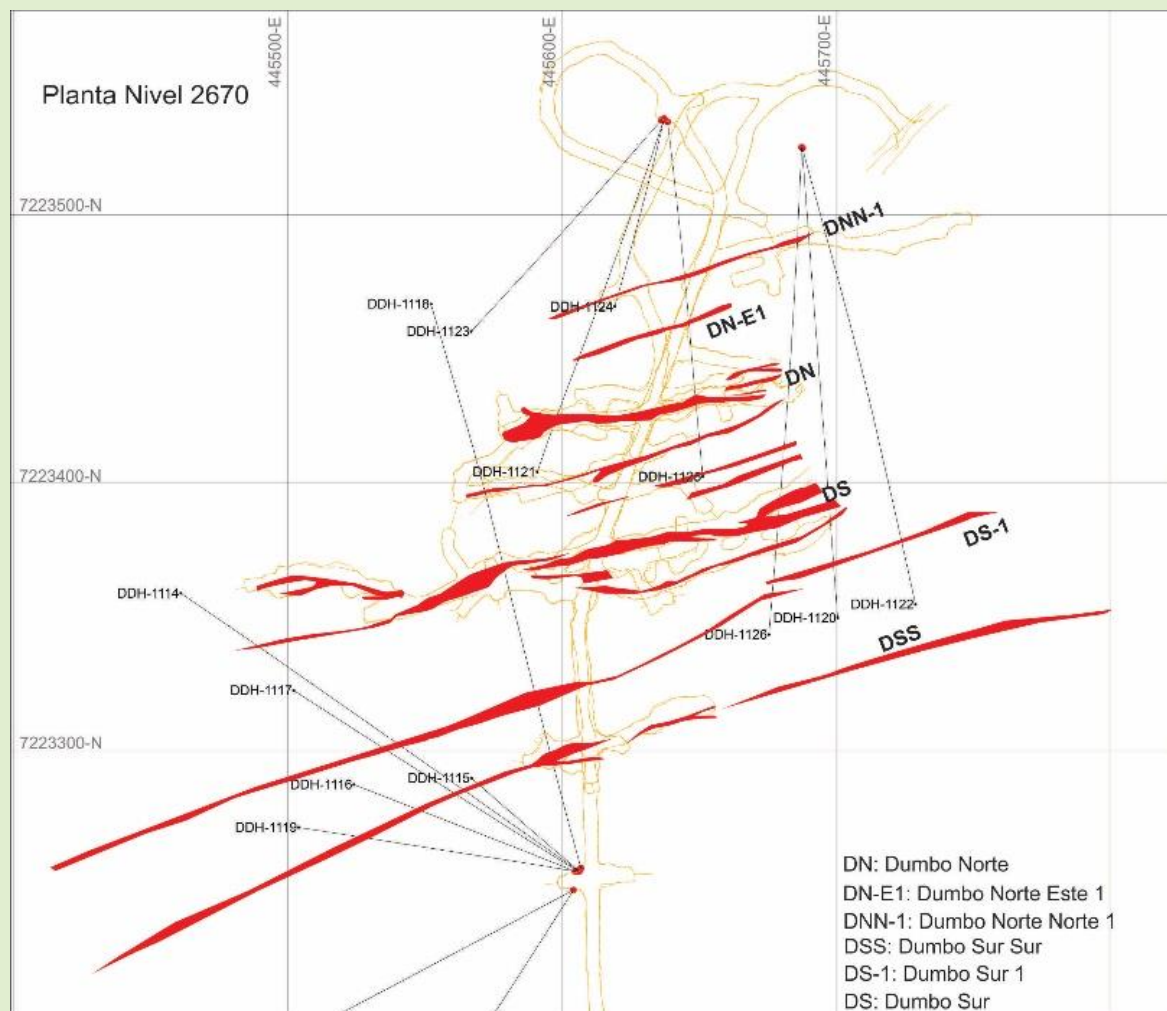 445500-E
445600-E
445700-E
Planta Nivel 2670
7223500-N
DNN-1
DDH-1118
DDH-1124
DDH-1123
DN-E1
DN
DDH-1121
DDH-1125
7223400-N
DS
DS-1
DDH-1114
DDH-1122
DDH-1120
DDH-1126
DSS
DDH-1117
7223300-N
DDH-1115
DDH-1116
DDH-1119
DN: Dumbo Norte
DN-E1: Dumbo Norte Este 1
DNN-1: Dumbo Norte Norte 1
DSS: Dumbo Sur Sur
DS-1: Dumbo Sur 1
DS: Dumbo Sur